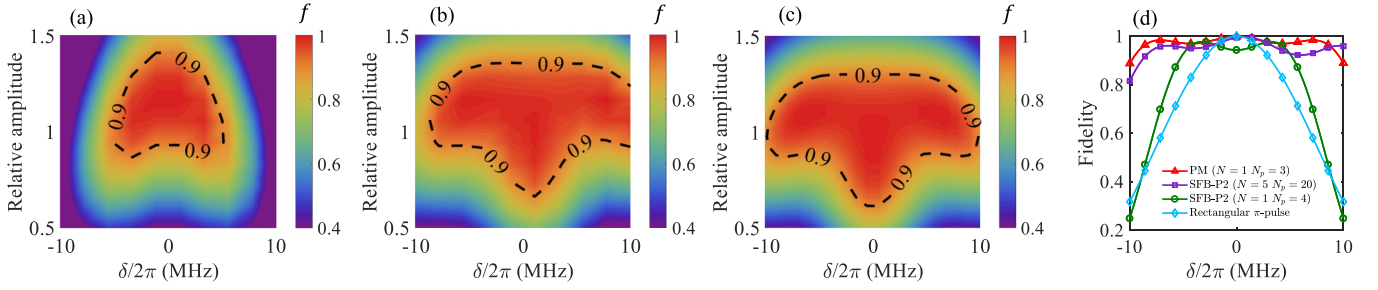 (a)
f
1.5
1
0.5
Relative amplitude
-10
0
10
δ/2π (MHz)
0.9
0.9
0.9
1
0.8
0.6
0.4
(b)
f
1.5
1
0.5
Relative amplitude
-10
0
10
δ/2π (MHz)
0.9
0.9
0.9
0.9
1
0.8
0.6
0.4
(c)
f
1.5
1
0.5
Relative amplitude
-10
0
10
δ/2π (MHz)
0.9
0.9
0.9
0.9
0.9
1
0.8
0.6
0.4
(d)
1
0.8
0.6
0.4
0.2
Fidelity
PM (N = 1 Nₚ = 3)
SFB-P2 (N = 5 Nₚ = 20)
SFB-P2 (N = 1 Nₚ = 4)
Rectangular π-pulse
-10
-5
0
5
10
δ/2π (MHz)